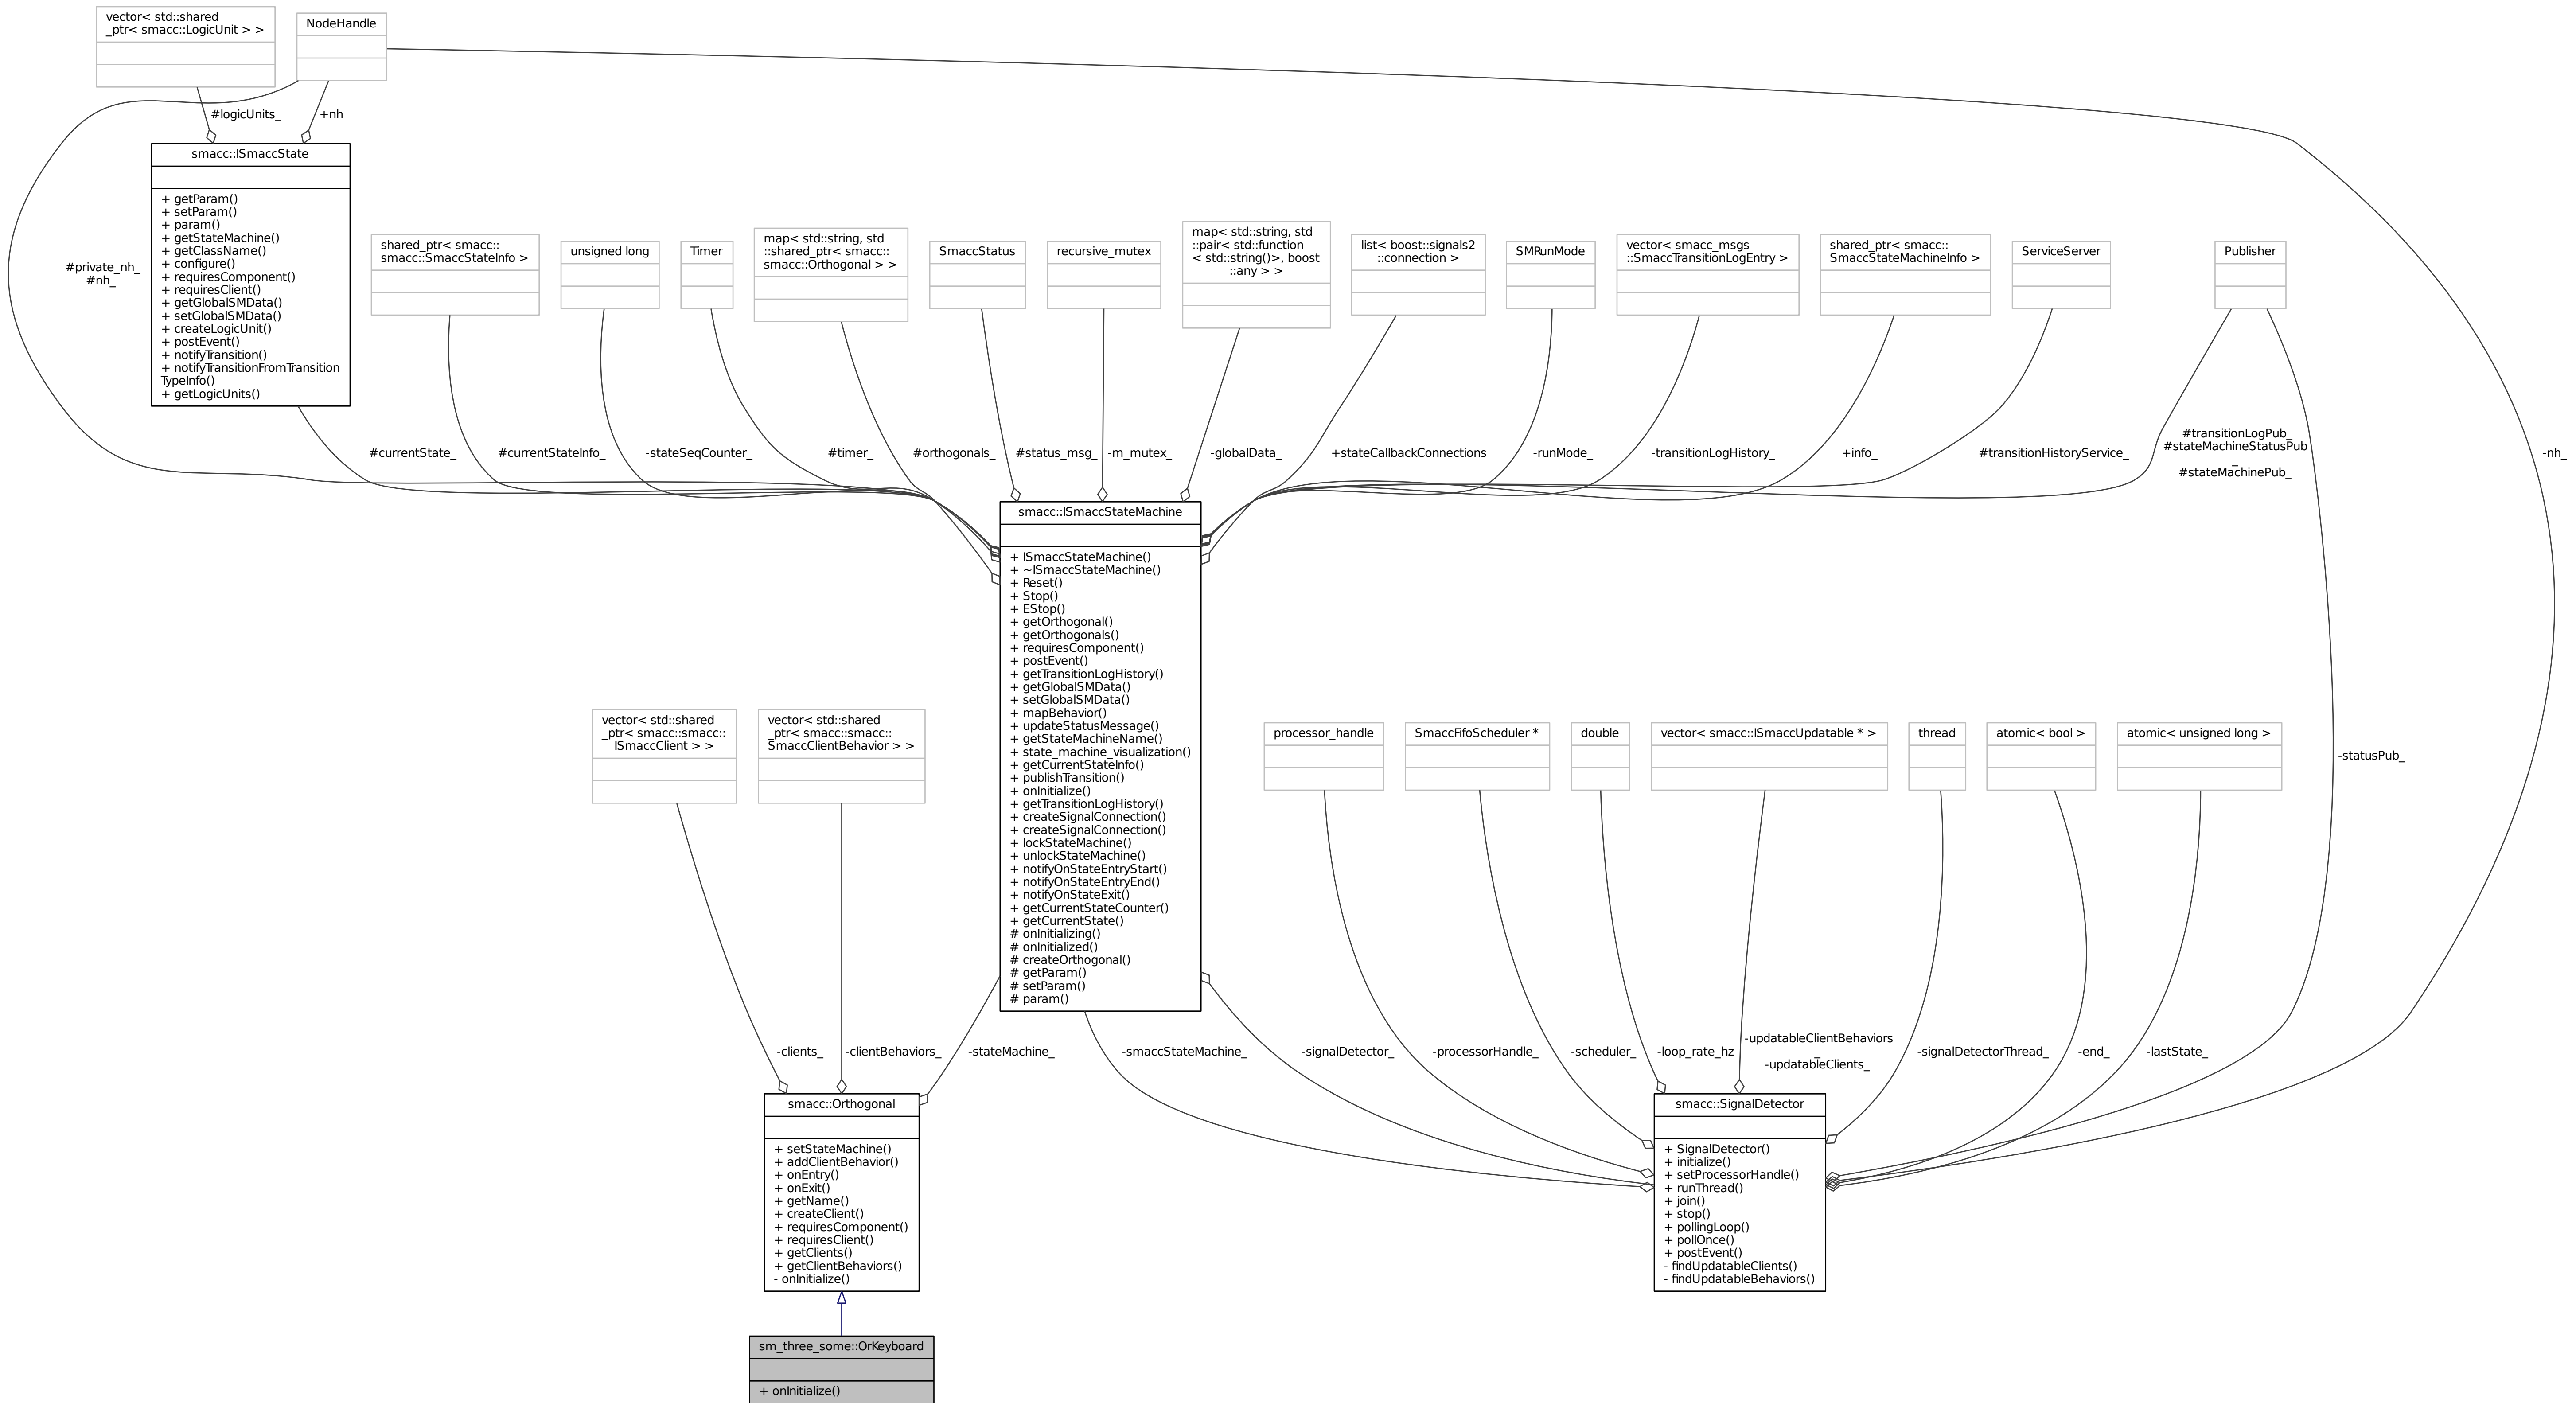 vector< std::shared
_ptr< smacc::LogicUnit > >
NodeHandle
#logicUnits_
+nh
smacc::ISmaccState
+ getParam()
+ setParam()
+ param()
+ getStateMachine()
+ getClassName()
+ configure()
+ requiresComponent()
+ requiresClient()
+ getGlobalSMData()
+ setGlobalSMData()
+ createLogicUnit()
+ postEvent()
+ notifyTransition()
+ notifyTransitionFromTransition
TypeInfo()
+ getLogicUnits()
#private_nh_
#nh_
shared_ptr< smacc::
smacc::SmaccStateInfo >
unsigned long
Timer
map< std::string, std
::shared_ptr< smacc::
smacc::Orthogonal > >
SmaccStatus
recursive_mutex
map< std::string, std
::pair< std::function
< std::string()>, boost
::any > >
list< boost::signals2
::connection >
SMRunMode
vector< smacc_msgs
::SmaccTransitionLogEntry >
shared_ptr< smacc::
SmaccStateMachineInfo >
ServiceServer
Publisher
#currentState_
#currentStateInfo_
-stateSeqCounter_
#timer_
#orthogonals_
#status_msg_
-m_mutex_
-globalData_
+stateCallbackConnections
-runMode_
-transitionLogHistory_
+info_
#transitionHistoryService_
#transitionLogPub_
#stateMachineStatusPub
_
#stateMachinePub_
-nh_
smacc::ISmaccStateMachine
+ ISmaccStateMachine()
+ ~ISmaccStateMachine()
+ Reset()
+ Stop()
+ EStop()
+ getOrthogonal()
+ getOrthogonals()
+ requiresComponent()
+ postEvent()
+ getTransitionLogHistory()
+ getGlobalSMData()
+ setGlobalSMData()
+ mapBehavior()
+ updateStatusMessage()
+ getStateMachineName()
+ state_machine_visualization()
+ getCurrentStateInfo()
+ publishTransition()
+ onInitialize()
+ getTransitionLogHistory()
+ createSignalConnection()
+ createSignalConnection()
+ lockStateMachine()
+ unlockStateMachine()
+ notifyOnStateEntryStart()
+ notifyOnStateEntryEnd()
+ notifyOnStateExit()
+ getCurrentStateCounter()
+ getCurrentState()
# onInitializing()
# onInitialized()
# createOrthogonal()
# getParam()
# setParam()
# param()
vector< std::shared
_ptr< smacc::smacc::
ISmaccClient > >
vector< std::shared
_ptr< smacc::smacc::
SmaccClientBehavior > >
processor_handle
SmaccFifoScheduler *
double
vector< smacc::ISmaccUpdatable * >
thread
atomic< bool >
atomic< unsigned long >
-statusPub_
-clients_
-clientBehaviors_
-stateMachine_
-smaccStateMachine_
-signalDetector_
-processorHandle_
-scheduler_
-loop_rate_hz
-updatableClientBehaviors
_
-updatableClients_
-signalDetectorThread_
-end_
-lastState_
smacc::Orthogonal
+ setStateMachine()
+ addClientBehavior()
+ onEntry()
+ onExit()
+ getName()
+ createClient()
+ requiresComponent()
+ requiresClient()
+ getClients()
+ getClientBehaviors()
- onInitialize()
smacc::SignalDetector
+ SignalDetector()
+ initialize()
+ setProcessorHandle()
+ runThread()
+ join()
+ stop()
+ pollingLoop()
+ pollOnce()
+ postEvent()
- findUpdatableClients()
- findUpdatableBehaviors()
sm_three_some::OrKeyboard
+ onInitialize()